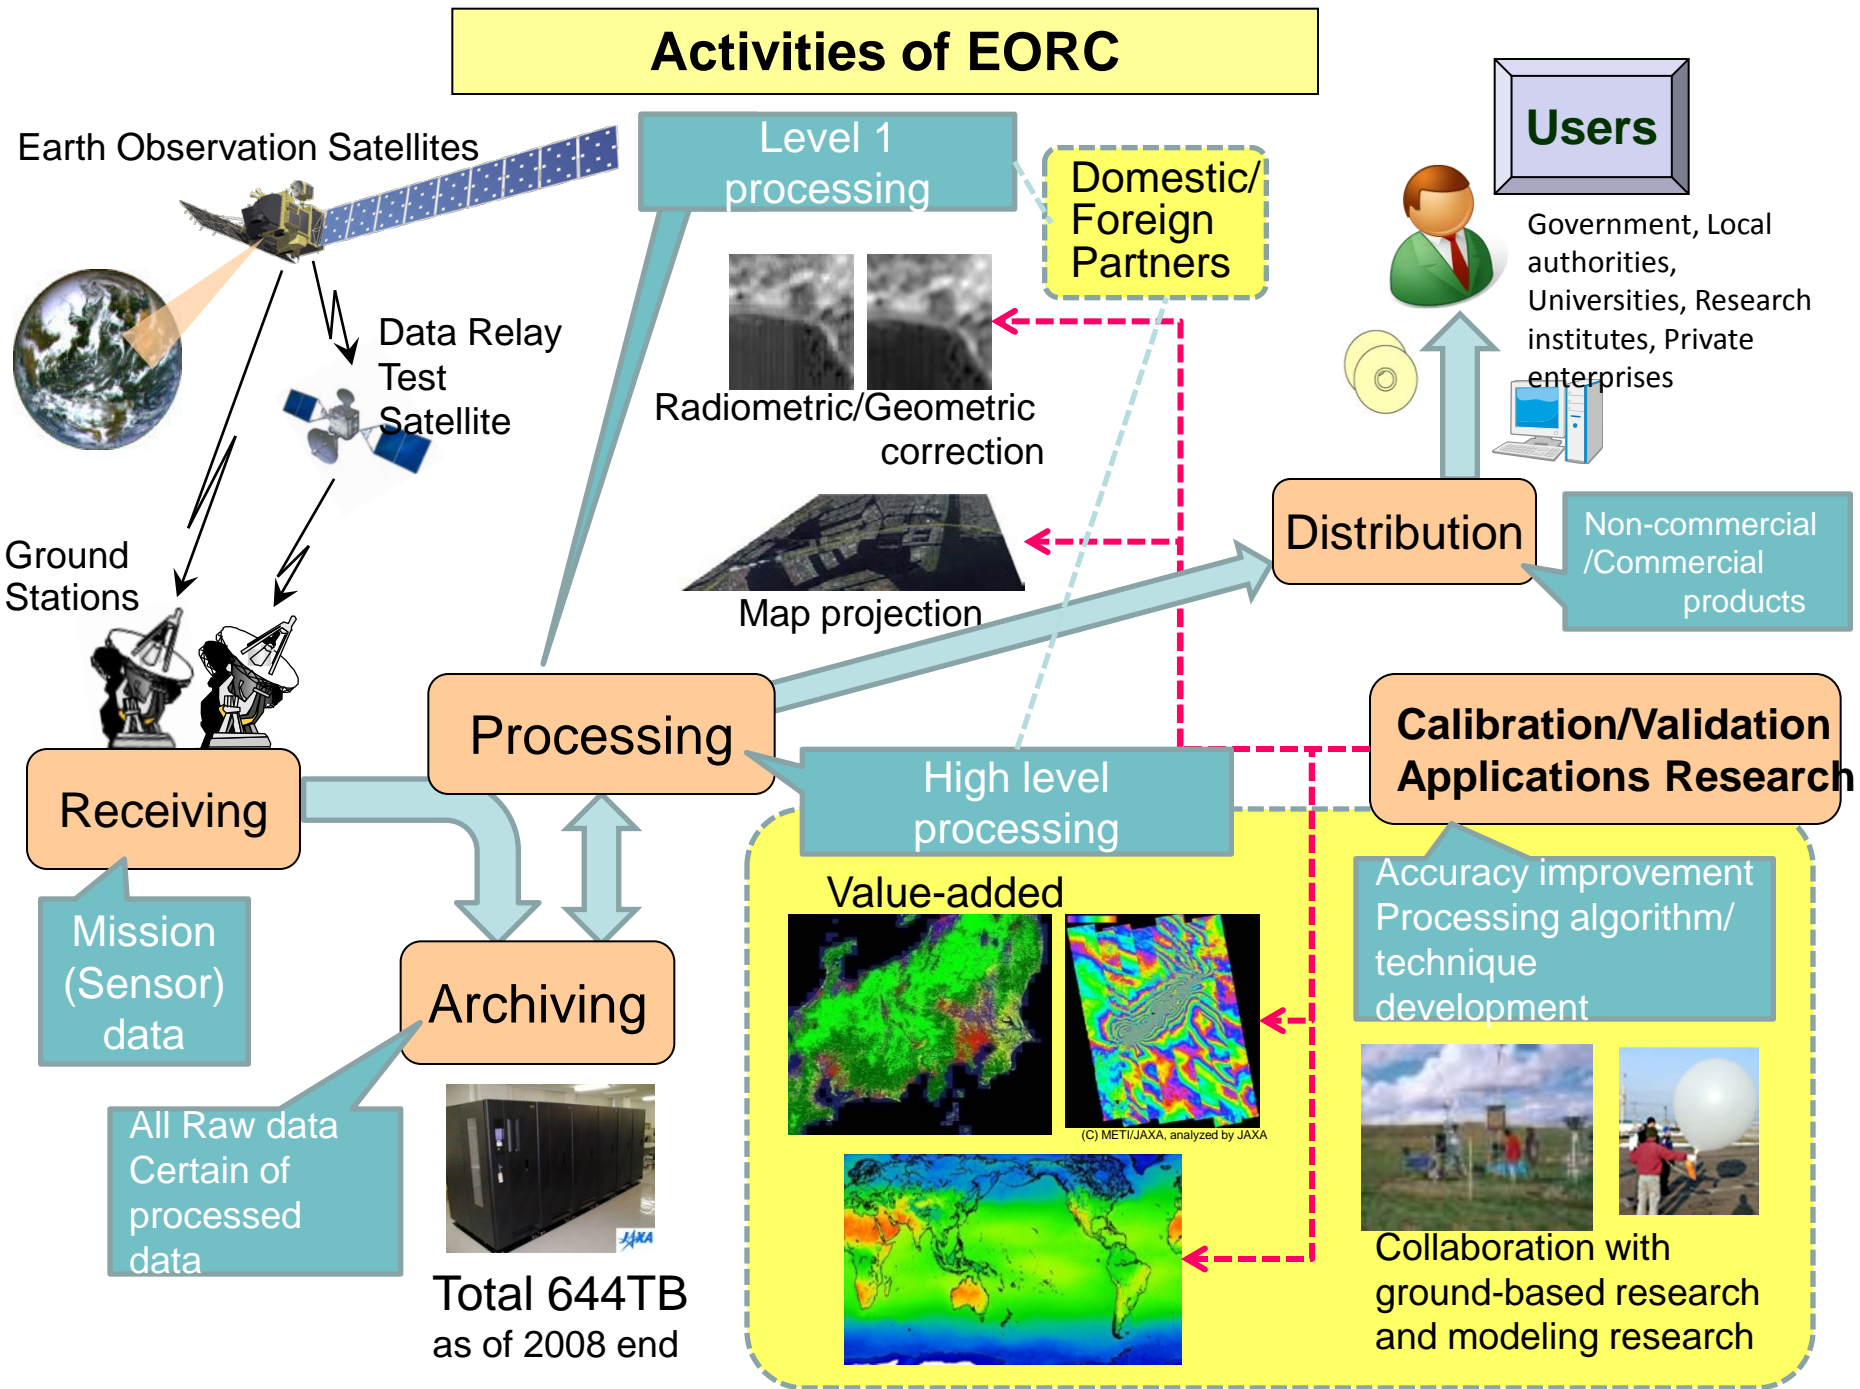 Activities of EORC
Earth Observation Satellites
Level 1
processing
Domestic/
Foreign
Partners
Users
Government, Local
authorities,
Universities, Research
institutes, Private
enterprises
Data Relay
Test
Satellite
Radiometric/Geometric
correction
Ground
Stations
Map projection
Distribution
Non-commercial
/Commercial
products
Receiving
Processing
High level
processing
Calibration/Validation
Applications Research
Mission
(Sensor)
data
Archiving
Value-added
(C) METI/JAXA, analyzed by JAXA
Accuracy improvement
Processing algorithm/
technique
development
All Raw data
Certain of
processed
data
JAXA
Total 644TB
as of 2008 end
Collaboration with
ground-based research
and modeling research